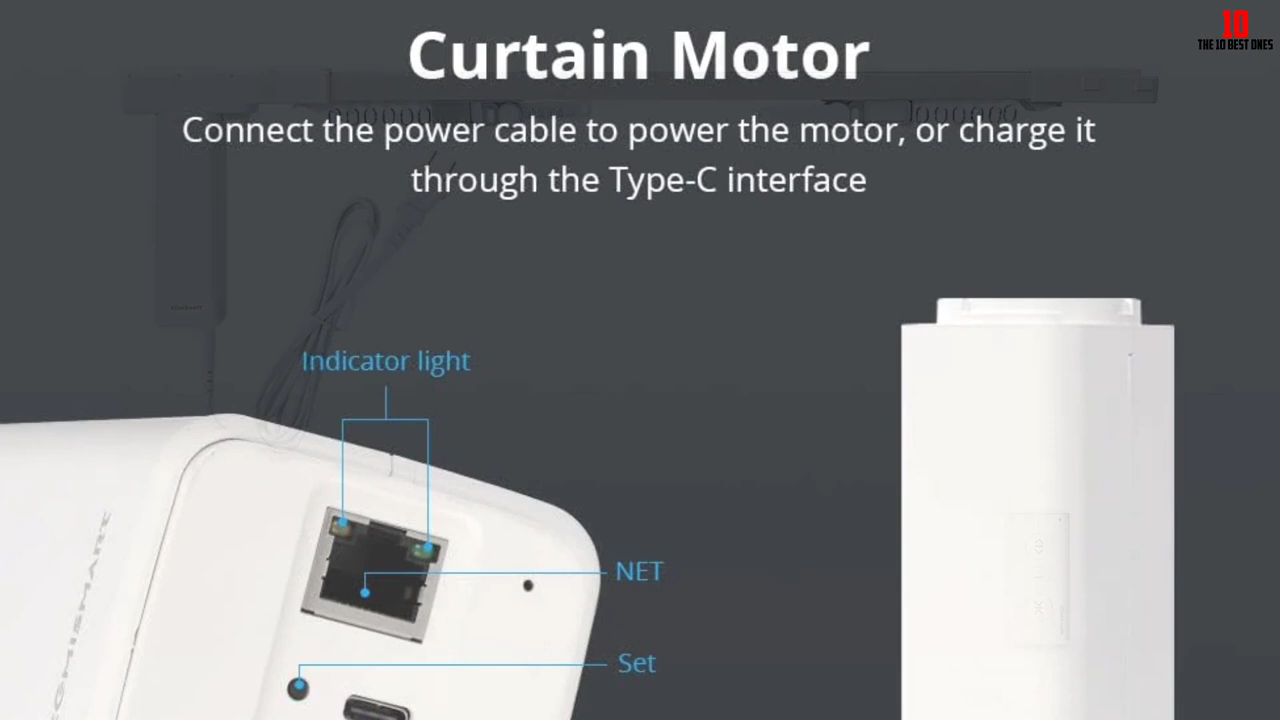 Curtain Motor
10
THE 10 BEST ONES
Connect the power cable to power the motor, or charge it
through the Type-C interface
Indicator light
NET
Set